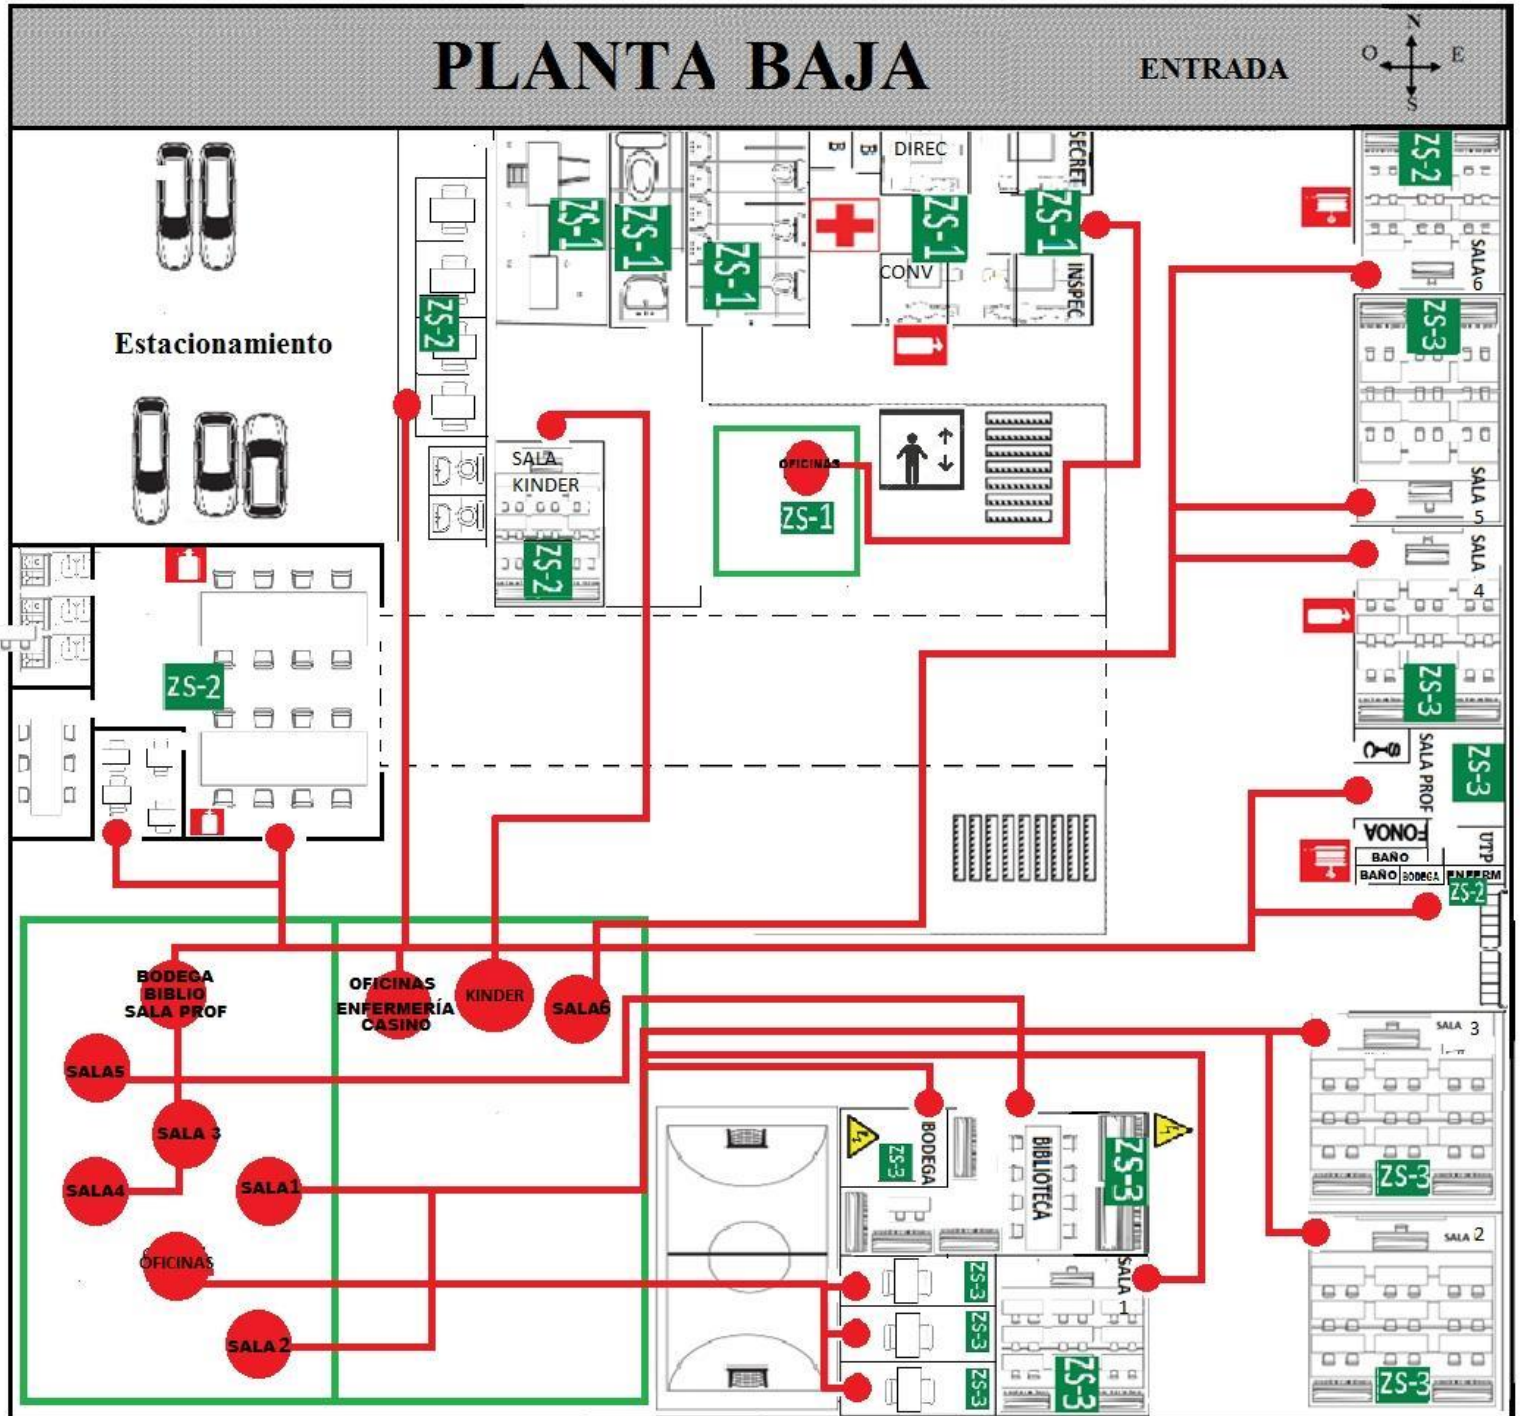 PLANTA BAJA
ENTRADA
N
O E
S
DIREC
SECRET
ZS-2
ZS-1
ZS-1
ZS-1
ZS-1
ZS-1
CONV
INSPEC
SALA 6
ZS-2
Estacionamiento
ZS-3
SALA
KINDER
OFICINAS
ZS-1
SALA
5
SALA
4
ZS-2
ZS-2
ZS-3
SALA PROF
ZS-3
FONOA
UTP
BAÑO
BAÑO BODEGA ENFERM
ZS-2
BODEGA
BIBLIO
SALA PROF
OFICINAS
ENFERMERÍA
CASINO
KINDER
SALA6
SALA5
SALA 3
SALA 3
SALA4
SALA1
BODEGA
ZS-3
BIBLIOTECA
ZS-3
ZS-3
OFICINAS
SALA 2
SALA 2
ZS-3
ZS-3
ZS-3
SALA
1
ZS-3
ZS-3